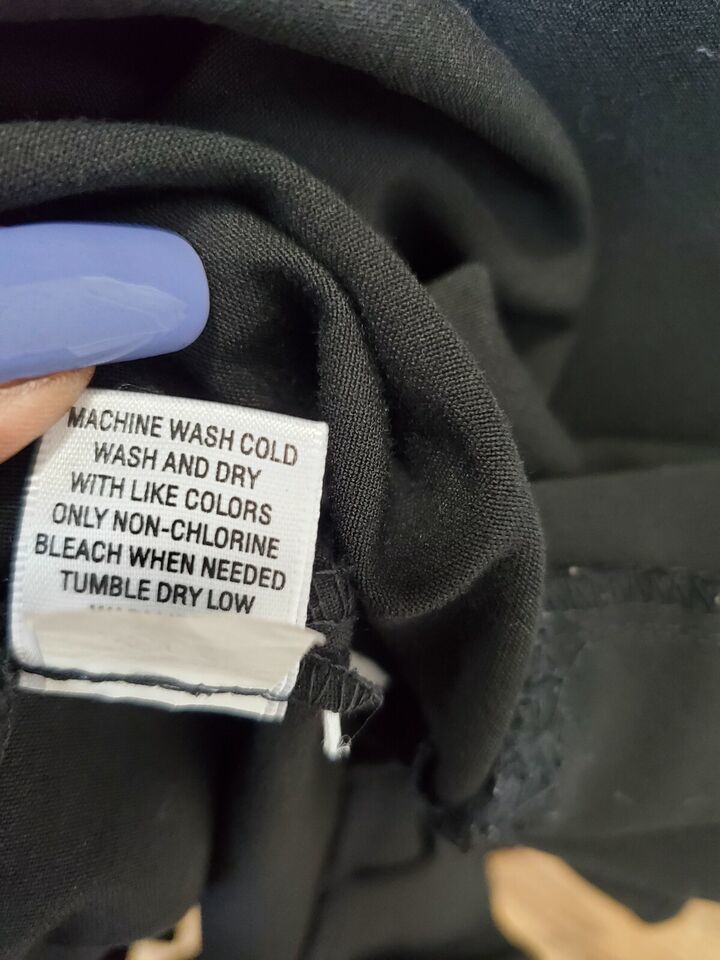 MACHINE WASH COLD
WASH AND DRY
WITH LIKE COLORS
ONLY NON-CHLORINE
BLEACH WHEN NEEDED
TUMBLE DRY LOW